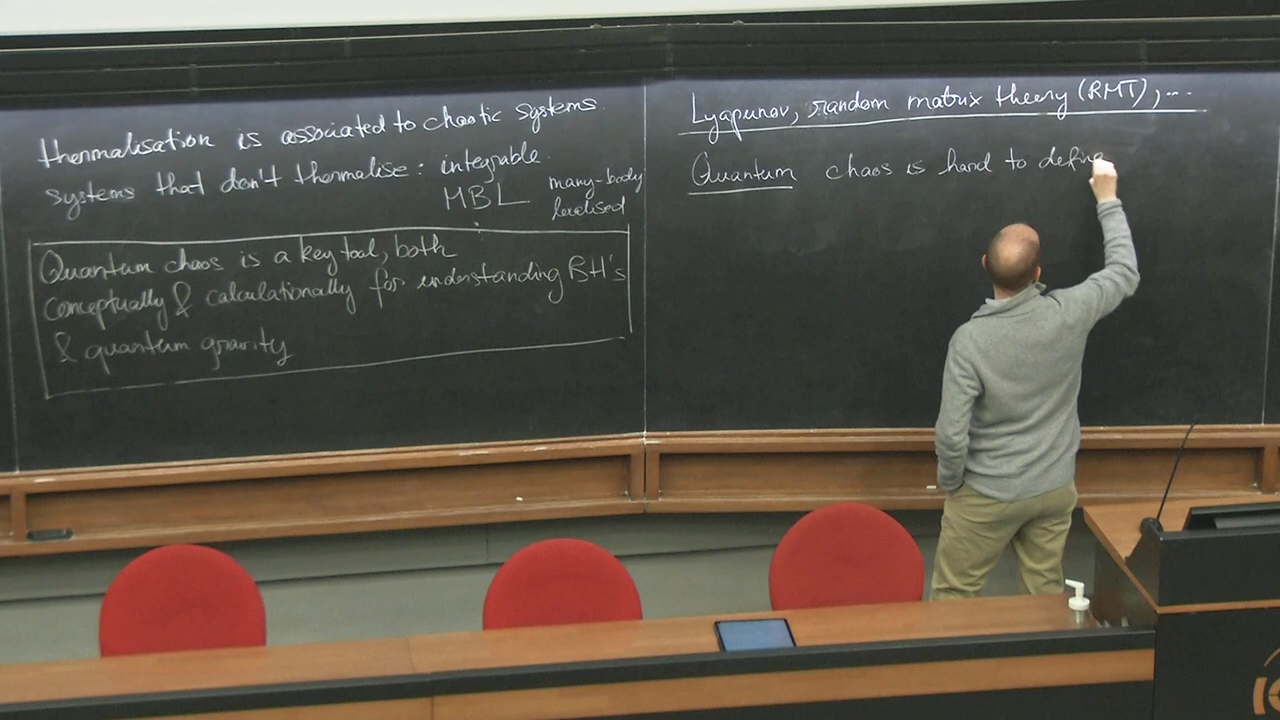 thermalisation is associated to chaotic systems.
systems that don't thermalise: integrable.
MBL many-body
localised
Quantum chaos is a key tool, both
conceptually & calculationally for understanding BH's
& quantum gravity
Lyapunov, random matrix theory (RMT), ...
Quantum chaos is hard to define